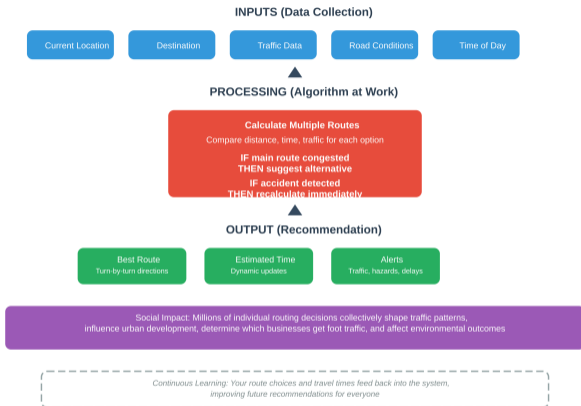 INPUTS (Data Collection)
Current Location
Destination
Traffic Data
Road Conditions
Time of Day
PROCESSING (Algorithm at Work)
Calculate Multiple Routes
Compare distance, time, traffic for each option
IF main route congested
THEN suggest alternative
IF accident detected
THEN recalculate immediately
OUTPUT (Recommendation)
Best Route
Turn-by-turn directions
Estimated Time
Dynamic updates
Alerts
Traffic, hazards, delays
Social Impact: Millions of individual routing decisions collectively shape traffic patterns,
influence urban development, determine which businesses get foot traffic, and affect environmental outcomes
Continuous Learning: Your route choices and travel times feed back into the system,
improving future recommendations for everyone